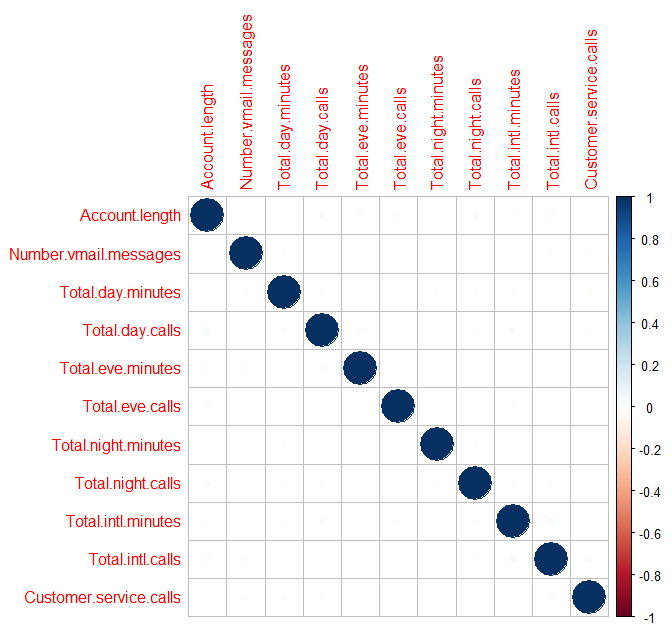 Account.length
Number.vmail.messages
Total.day.minutes
Total.day.calls
Total.eve.minutes
Total.eve.calls
Total.night.minutes
Total.night.calls
Total.intl.minutes
Total.intl.calls
Customer.service.calls
Account.length
Number.vmail.messages
Total.day.minutes
Total.day.calls
Total.eve.minutes
Total.eve.calls
Total.night.minutes
Total.night.calls
Total.intl.minutes
Total.intl.calls
Customer.service.calls
1
0.8
0.6
0.4
0.2
0
-0.2
-0.4
-0.6
-0.8
-1